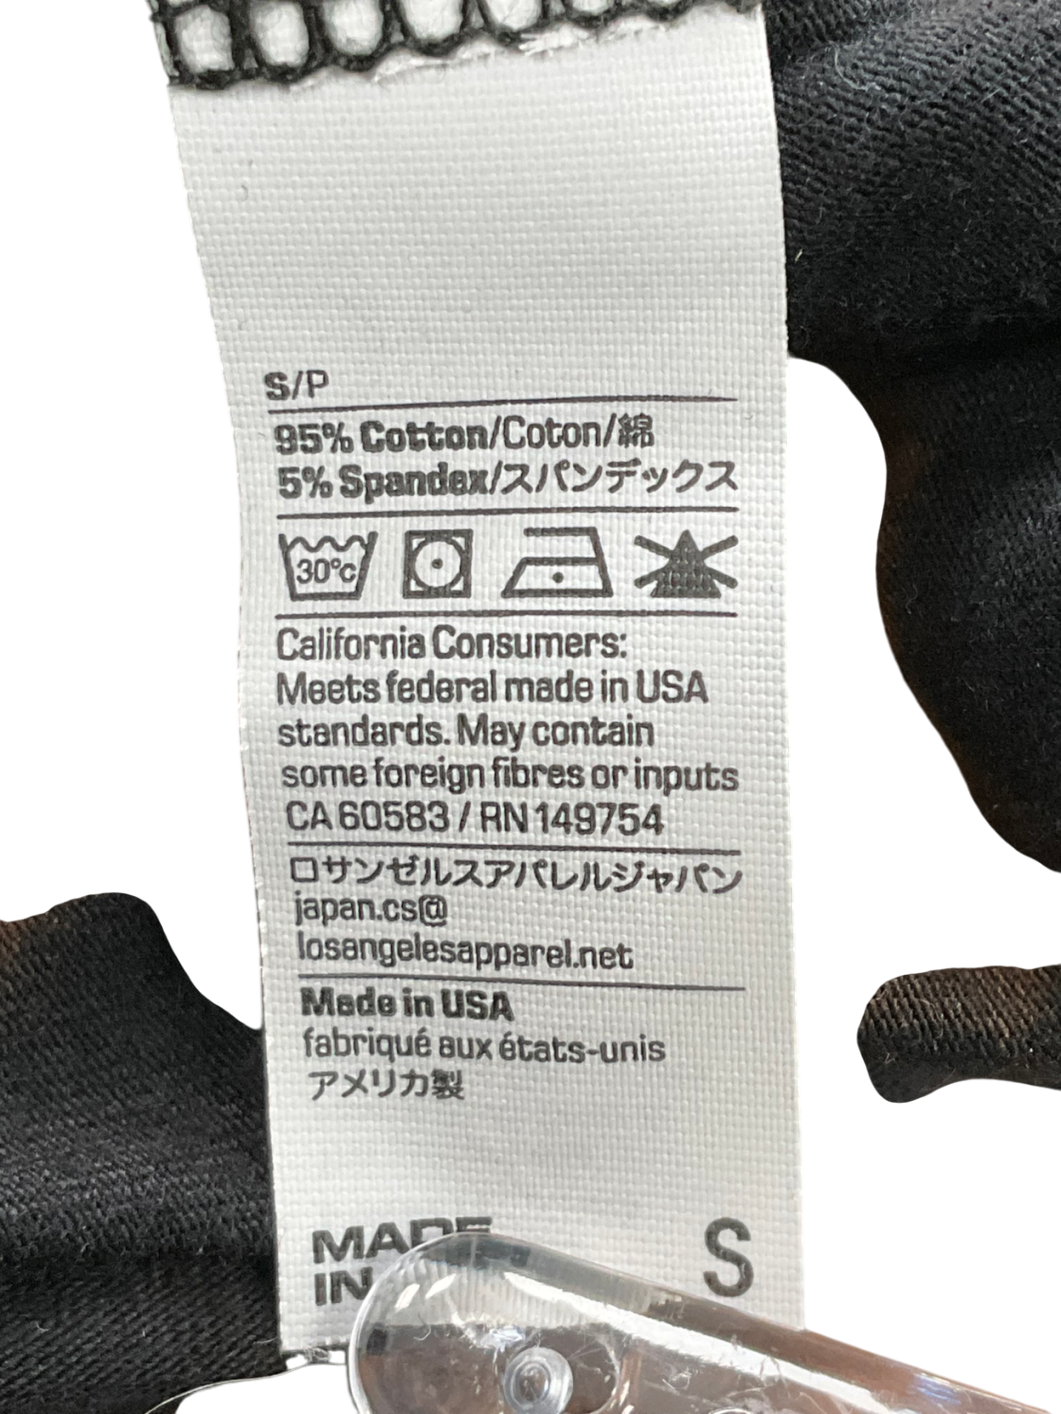 S/P
95% Cotton/Coton/綿
5% Spandex/スパンデックス
30°c
California Consumers:
Meets federal made in USA
standards. May contain
some foreign fibres or inputs
CA 60583 / RN 149754
ロサンゼルスアパレルジャパン
japan.cs@
losangelesapparel.net
Made in USA
fabriqué aux états-unis
アメリカ製
MADE
IN
S